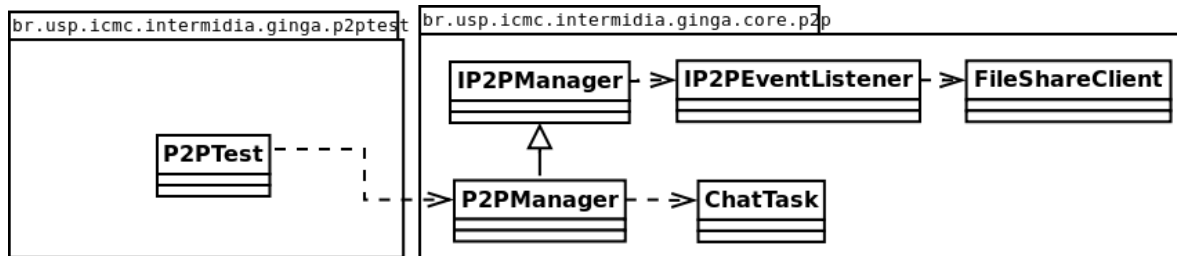 br.usp.icmc.intermidia.ginga.p2ptest
br.usp.icmc.intermidia.ginga.core.p2p
IP2PManager
IP2PEventListener
FileShareClient
P2PTest
P2PManager
ChatTask